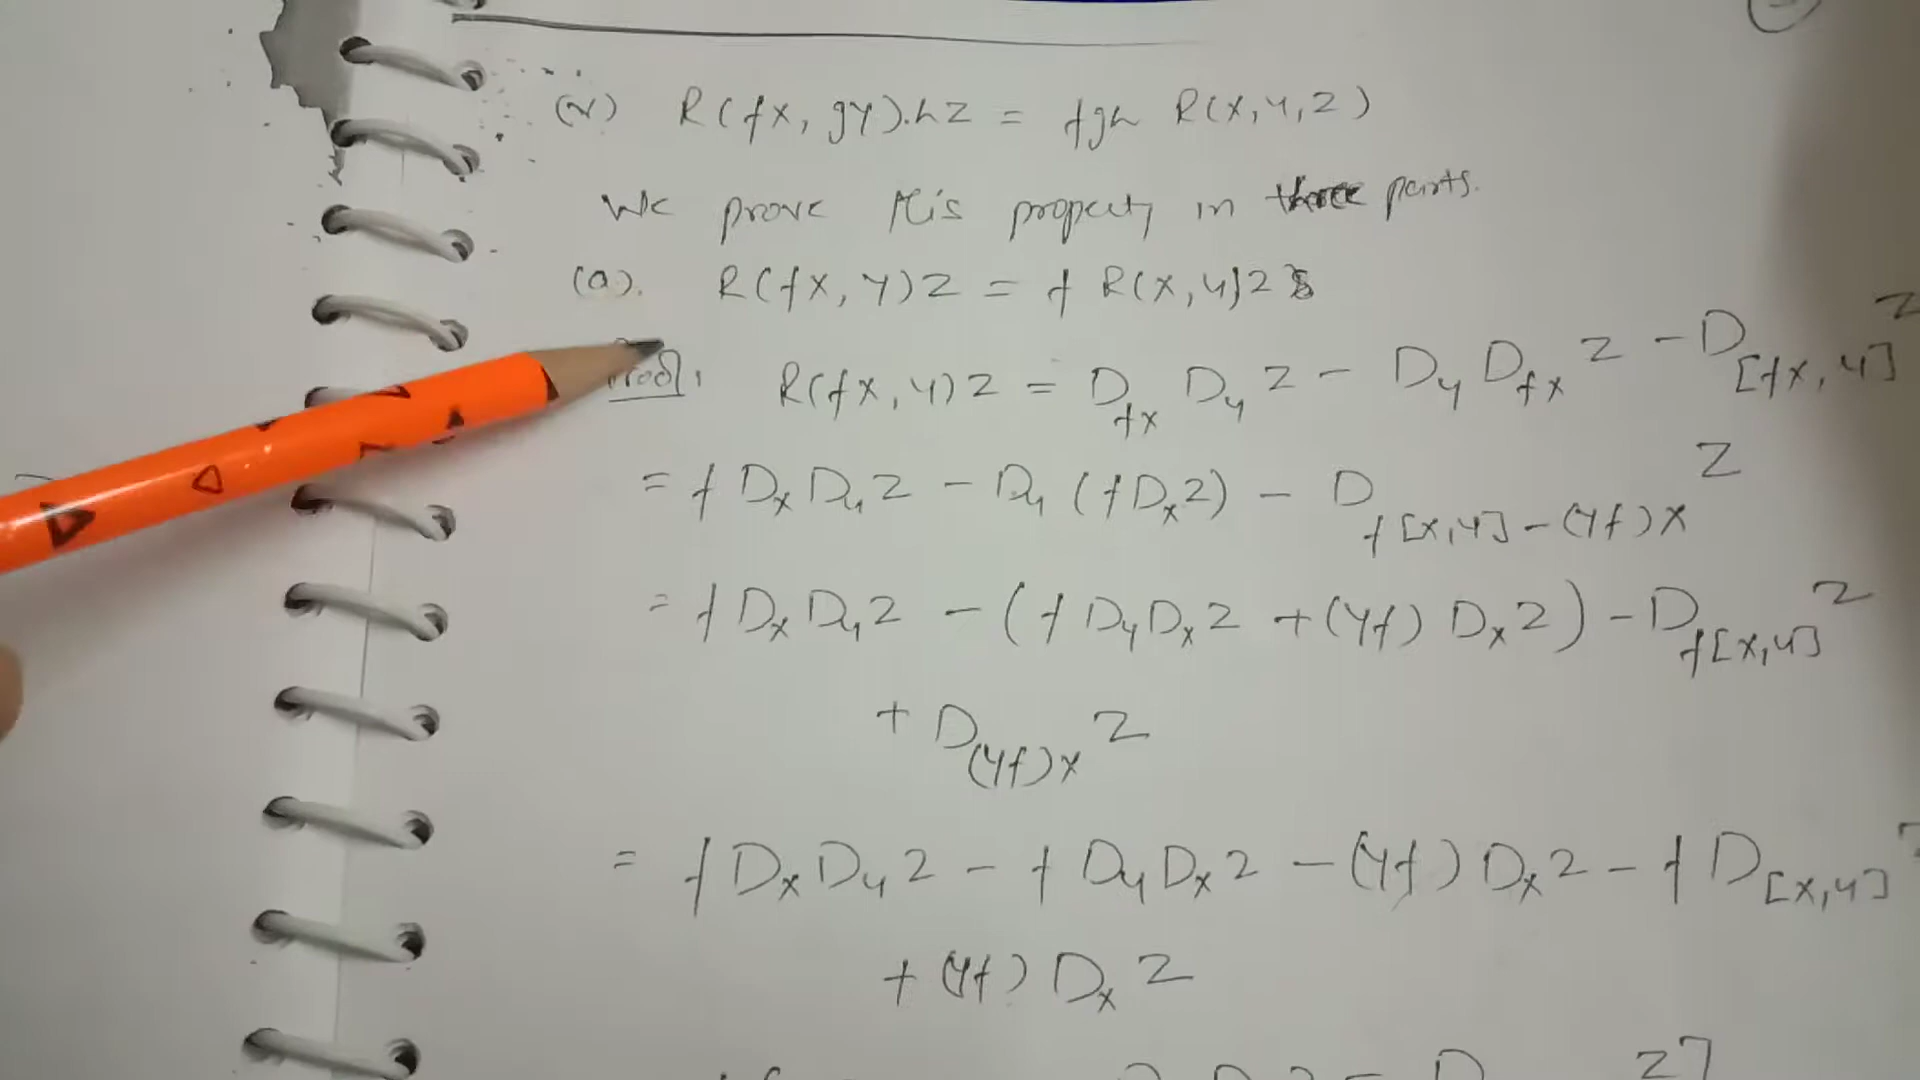 (v) R(fX, gY).hZ = fgh R(X,Y,Z)
We prove this property in three parts.
(a). R(fX, Y)Z = f R(X,Y)Z
Proof: R(fX,Y)Z = D_fX D_Y Z - D_Y D_fX Z - D_[fX,Y] Z
= f D_X D_Y Z - D_Y (f D_X Z) - D_f[X,Y]-(Yf)X Z
= f D_X D_Y Z - (f D_Y D_X Z + (Yf) D_X Z) - D_f[X,Y] Z
+ D_(Yf)X Z
= f D_X D_Y Z - f D_Y D_X Z - (Yf) D_X Z - f D_[X,Y] Z
+ (Yf) D_X Z